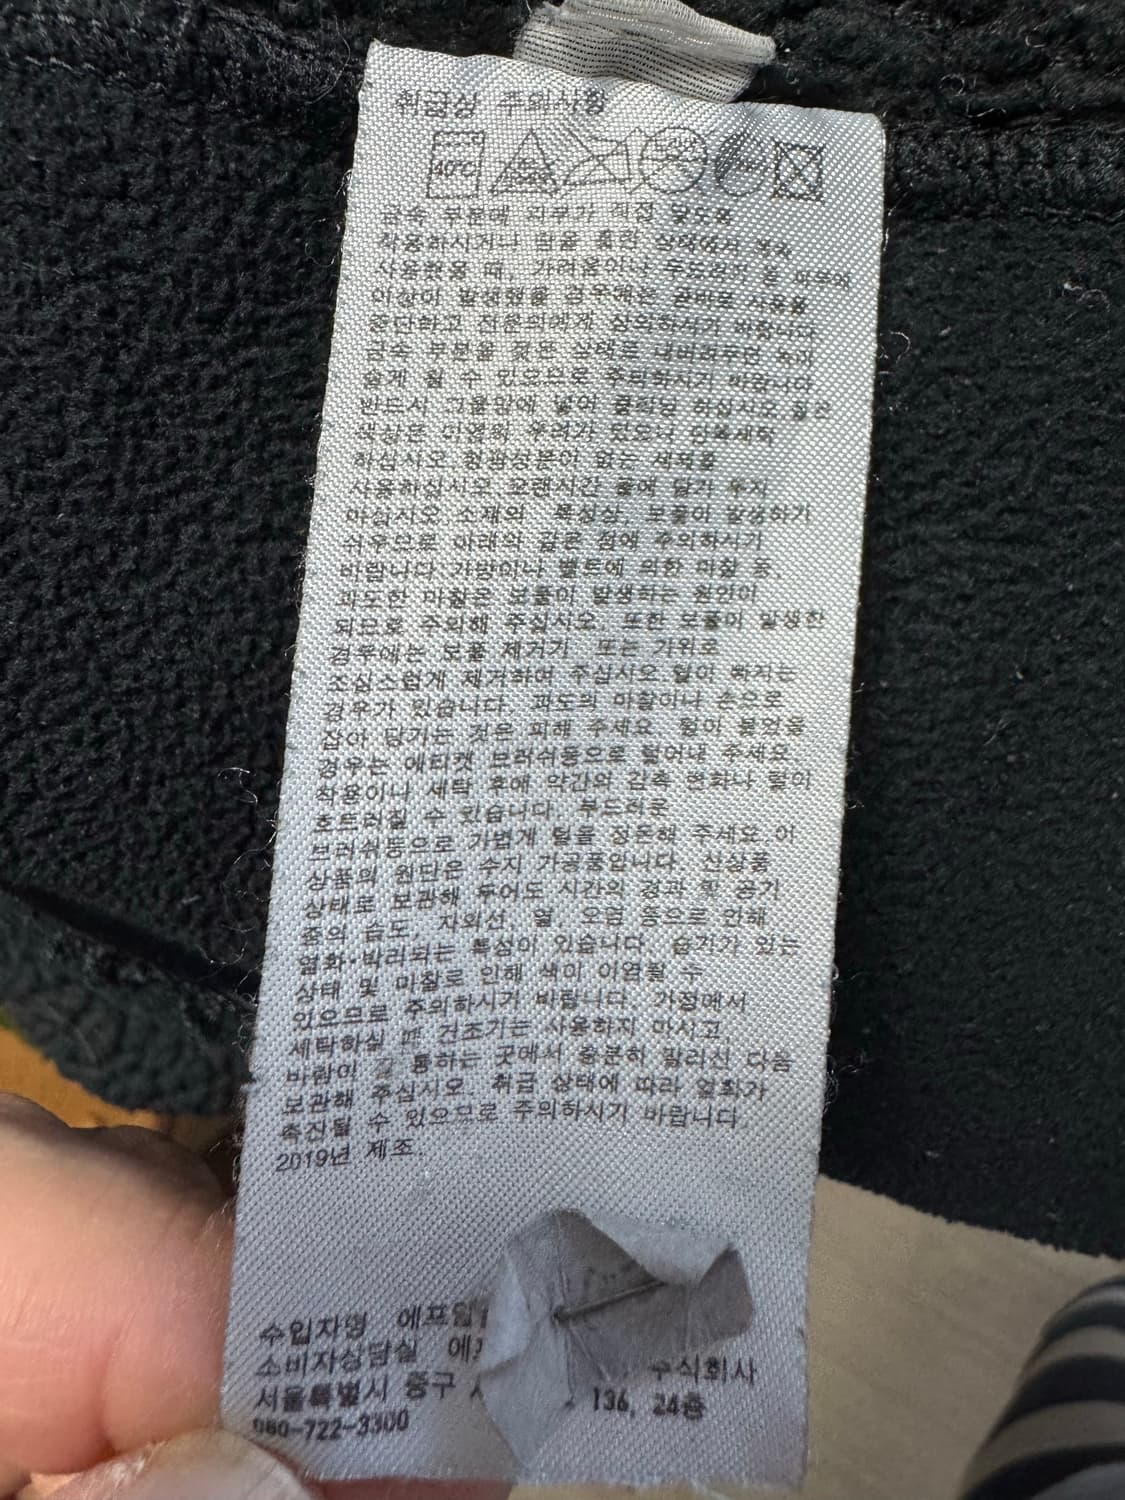 취급상 주의사항
40℃
금속 부분에 피부가 직접 닿도록
착용하시거나 땀을 흘린 상태에서 계속
사용했을 때, 가려움이나 두드러기 등 피부에
이상이 발생했을 경우에는 곧바로 사용을
중단하고 전문의에게 상의하시기 바랍니다
금속 부분을 젖은 상태로 내버려두면 녹이
슬게 될 수 있으므로 주의하시기 바랍니다
반드시 그물망에 넣어 클리닝 하십시오.짙은
색상은 이염의 우려가 있으니 단독세탁
하십시오.형광성분이 없는 세제를
사용하십시오.오랜시간 물에 담가 두지
마십시오.소재의 특성상, 보풀이 발생하기
쉬우므로 아래의 같은 점에 주의하시기
바랍니다.가방이나 벨트에 의한 마찰 등,
과도한 마찰은 보풀이 발생하는 원인이
되므로 주의해 주십시오. 또한 보풀이 발생한
경우에는 보풀 제거기 또는 가위로
조심스럽게 제거하여 주십시오.털이 빠지는
경우가 있습니다. 과도의 마찰이나 손으로
잡아 당기는 것은 피해 주세요. 털이 붙었을
경우는 에티켓 브러쉬등으로 털어내 주세요.
착용이나 세탁 후에 약간의 감촉 변화나 털이
흐트러질 수 있습니다. 부드러운
브러쉬등으로 가볍게 털을 정돈해 주세요.이
상품의 원단은 수지 가공품입니다. 신상품
상태로 보관해 두어도 시간의 경과 및 공기
중의 습도, 자외선, 열, 오염 등으로 인해
열화·박리되는 특성이 있습니다. 습기가 있는
상태 및 마찰로 인해 색이 이염될 수
있으므로 주의하시기 바랍니다. 가정에서
세탁하실 땐 건조기는 사용하지 마시고,
바람이 잘 통하는 곳에서 충분히 말리신 다음
보관해 주십시오. 취급 상태에 따라 열화가
촉진될 수 있으므로 주의하시기 바랍니다.
2019년 제조.
수입자명 에프알
소비자상담실 에프 주식회사
서울특별시 중구 136, 24층
080-722-3300